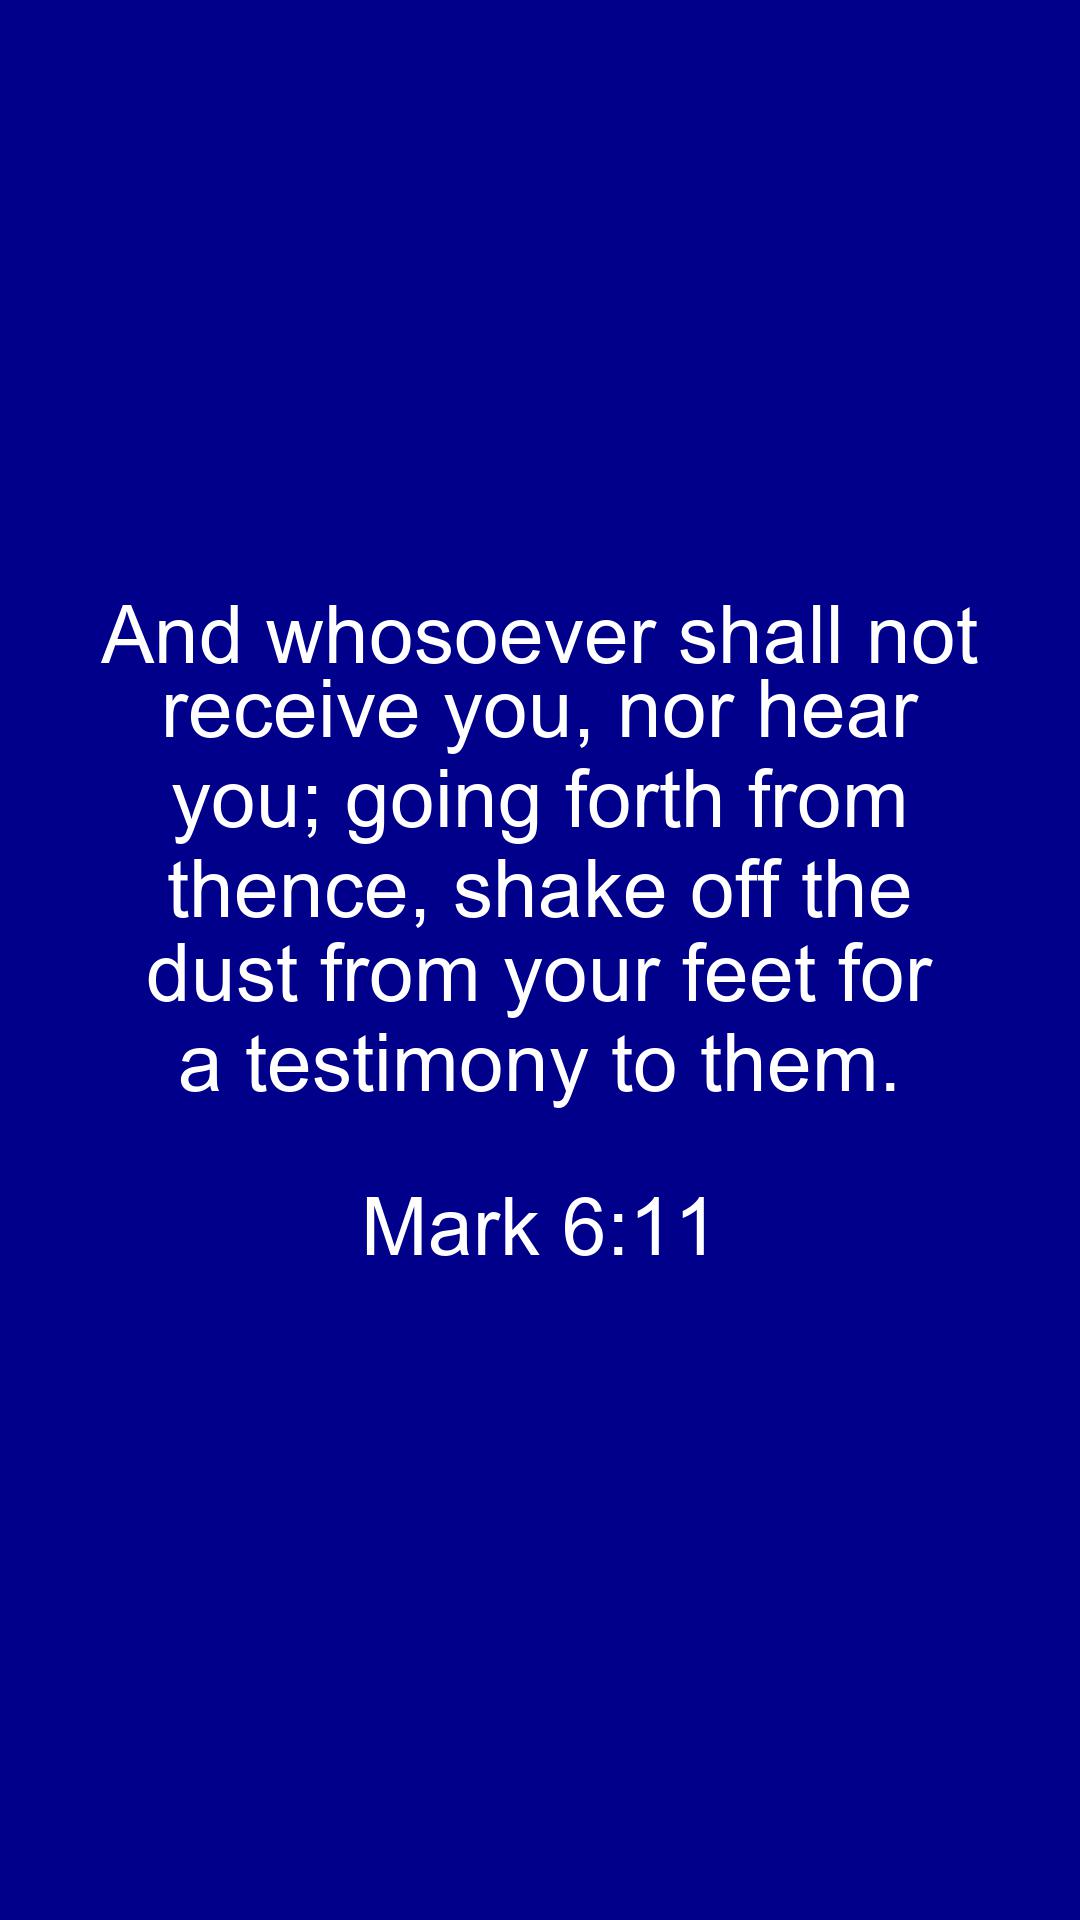 And whosoever shall not
receive you, nor hear
you; going forth from
thence, shake off the
dust from your feet for
a testimony to them.
Mark 6:11